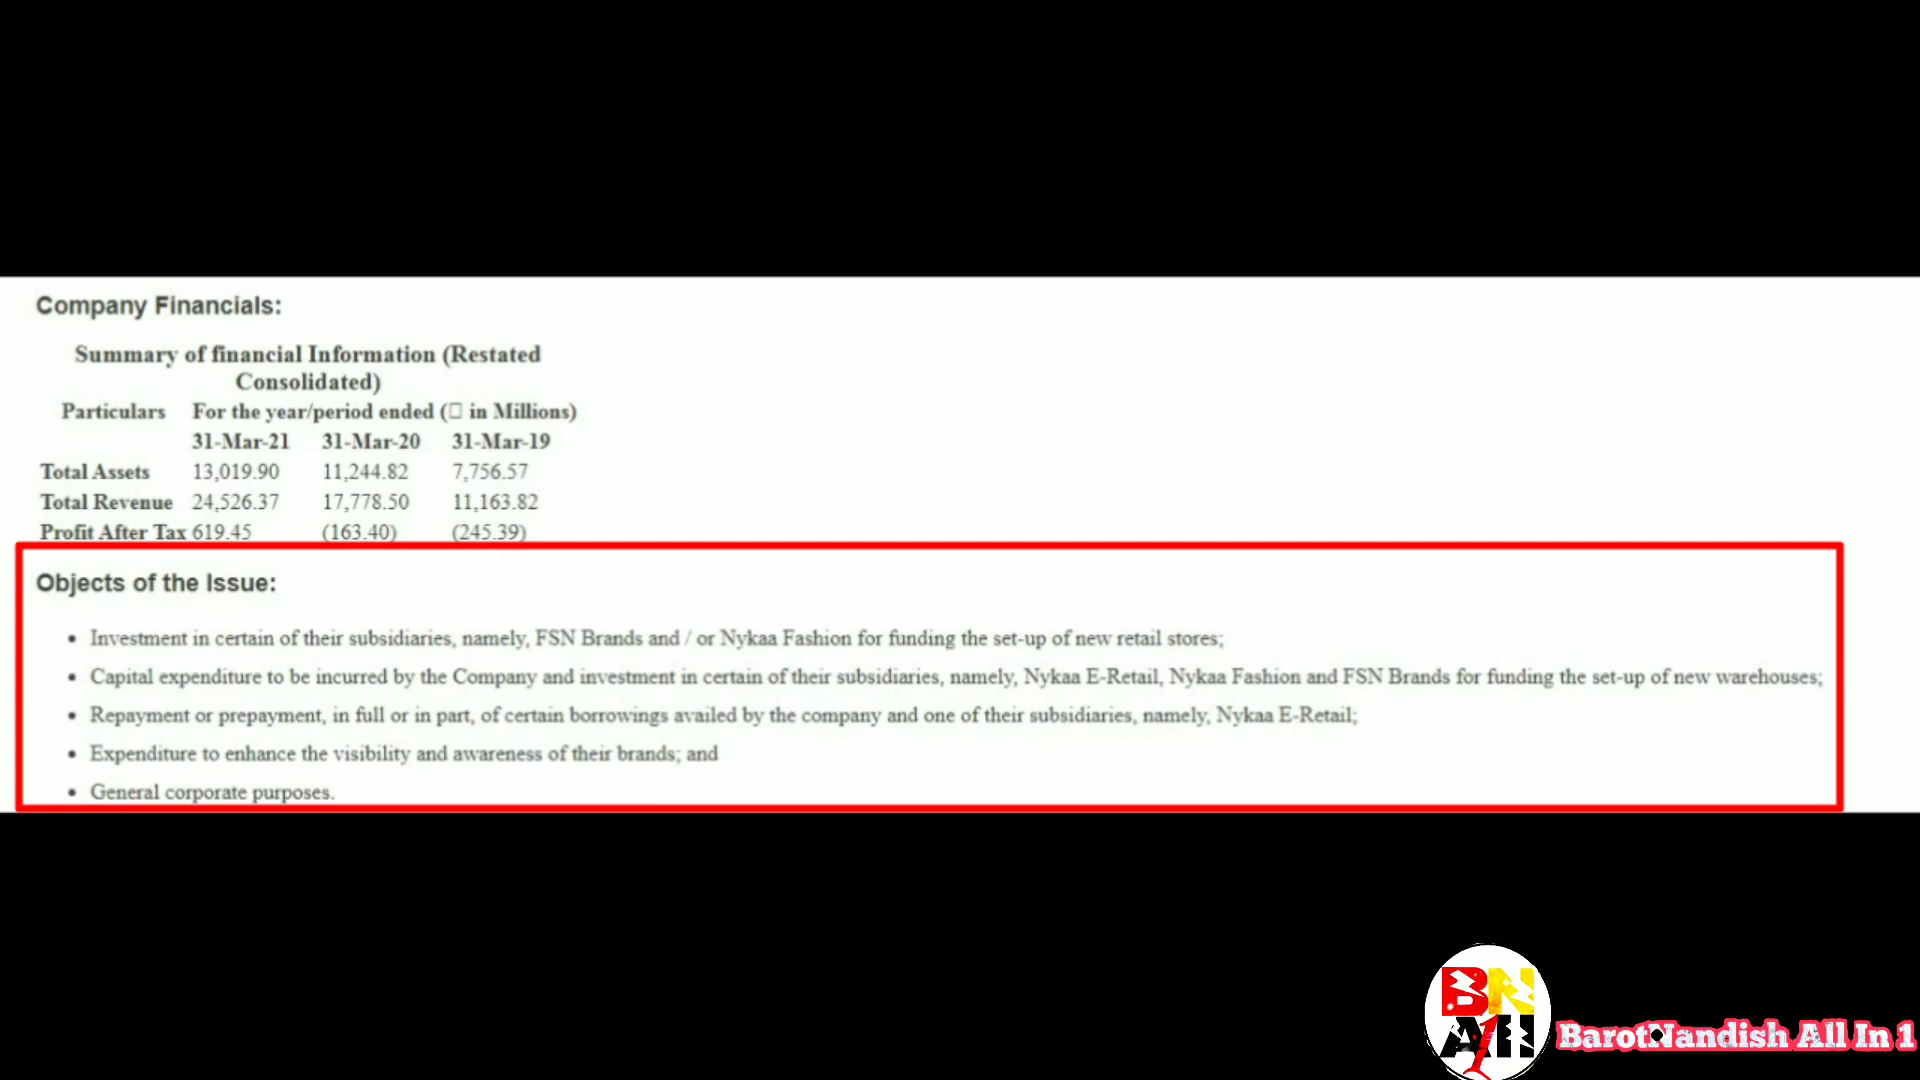 Company Financials:
Summary of financial Information (Restated
Consolidated)
Particulars For the year/period ended (□ in Millions)
31-Mar-21 31-Mar-20 31-Mar-19
Total Assets 13,019.90 11,244.82 7,756.57
Total Revenue 24,526.37 17,778.50 11,163.82
Profit After Tax 619.45 (163.40) (245.39)
Objects of the Issue:
• Investment in certain of their subsidiaries, namely, FSN Brands and / or Nykaa Fashion for funding the set-up of new retail stores;
• Capital expenditure to be incurred by the Company and investment in certain of their subsidiaries, namely, Nykaa E-Retail, Nykaa Fashion and FSN Brands for funding the set-up of new warehouses;
• Repayment or prepayment, in full or in part, of certain borrowings availed by the company and one of their subsidiaries, namely, Nykaa E-Retail;
• Expenditure to enhance the visibility and awareness of their brands; and
• General corporate purposes.
BN
A1
BarotNandish All In 1